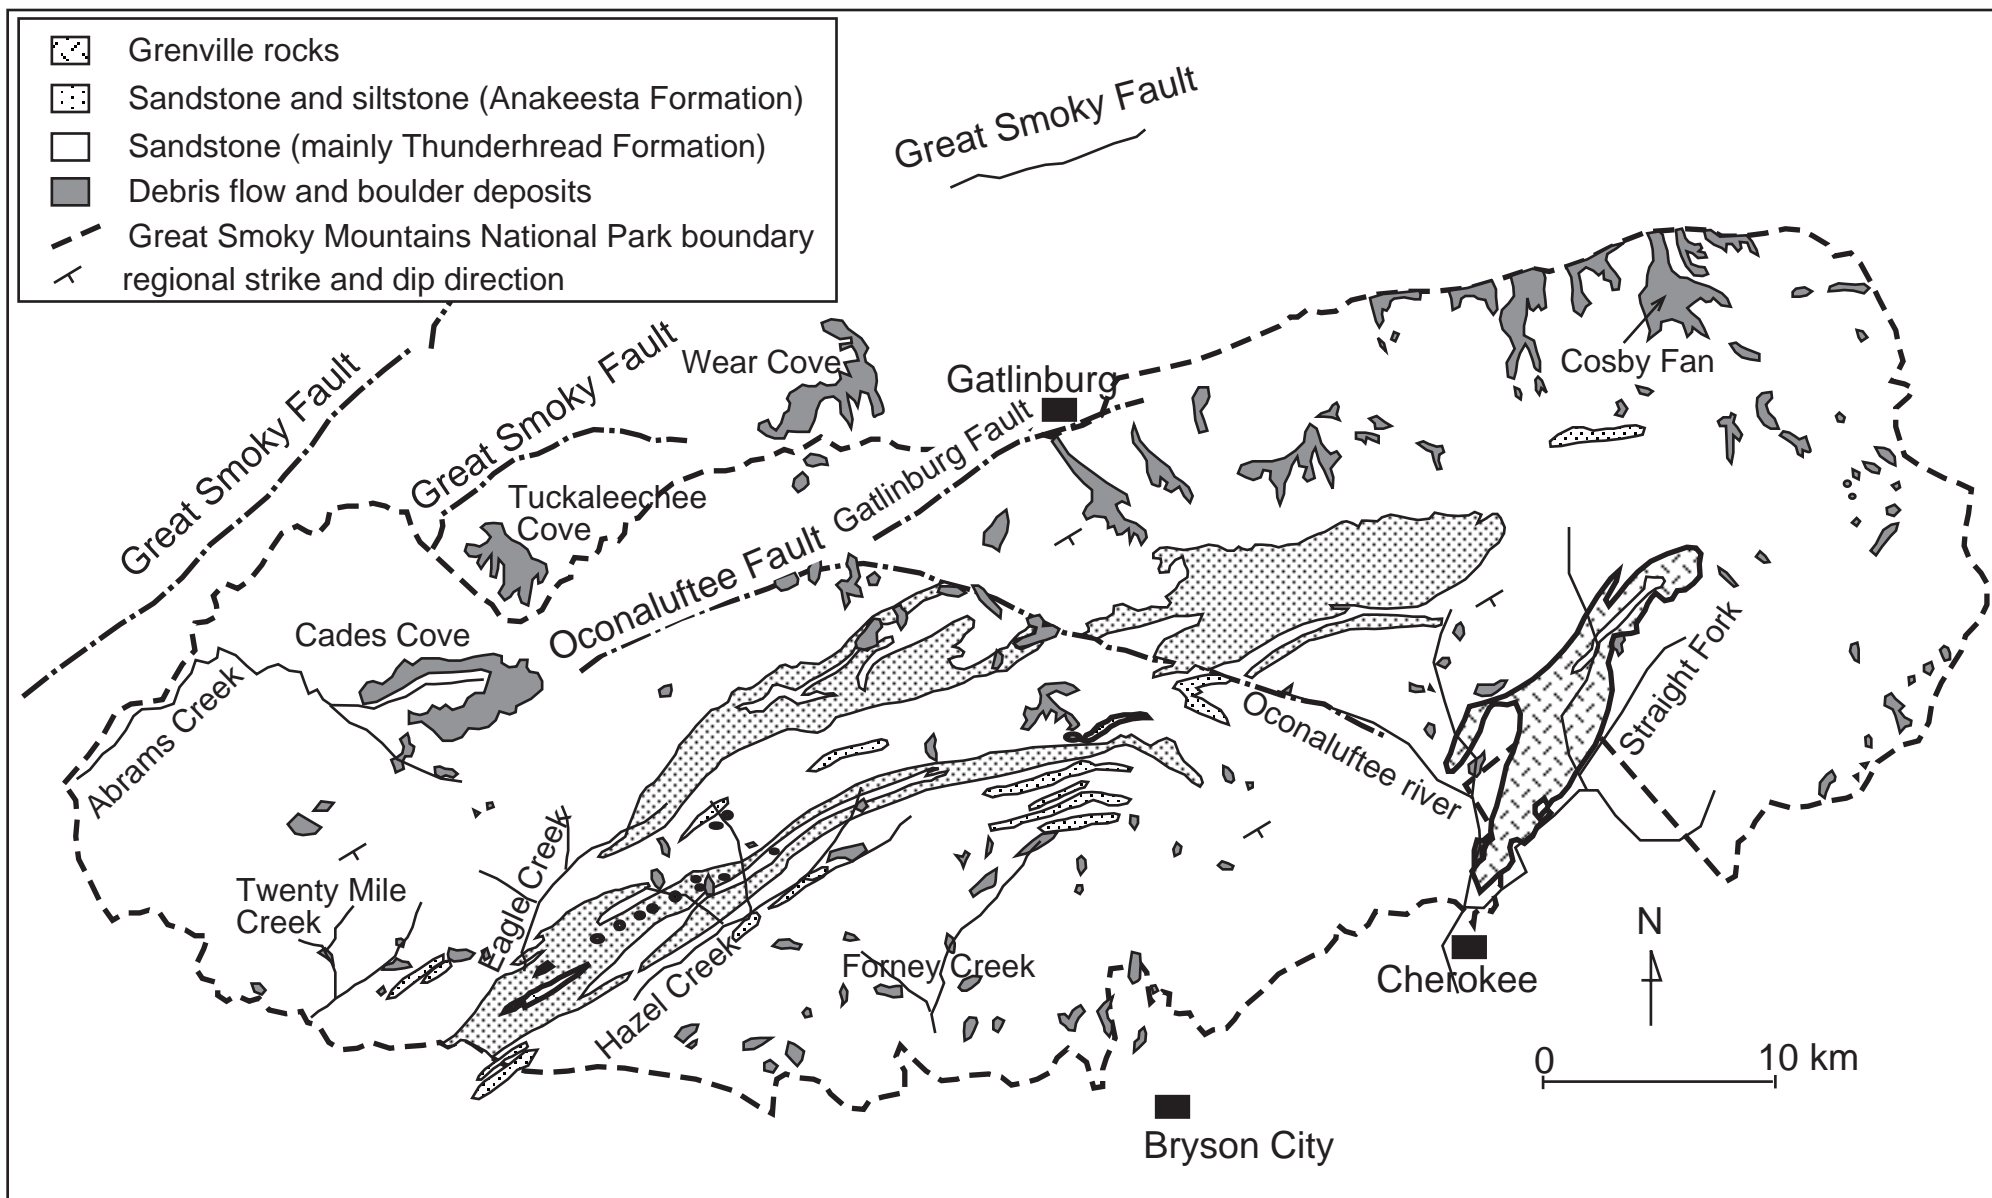 Grenville rocks
Sandstone and siltstone (Anakeesta Formation)
Sandstone (mainly Thunderhread Formation)
Debris flow and boulder deposits
Great Smoky Mountains National Park boundary
regional strike and dip direction
Great Smoky Fault
Great Smoky Fault
Great Smoky Fault
Wear Cove
Gatlinburg
Cosby Fan
Tuckaleechee
Cove
Gatlinburg Fault
Oconaluftee Fault
Cades Cove
Abrams Creek
Straight Fork
Oconaluftee river
Eagle Creek
Twenty Mile
Creek
Hazel Creek
Forney Creek
Cherokee
N
0
10 km
Bryson City